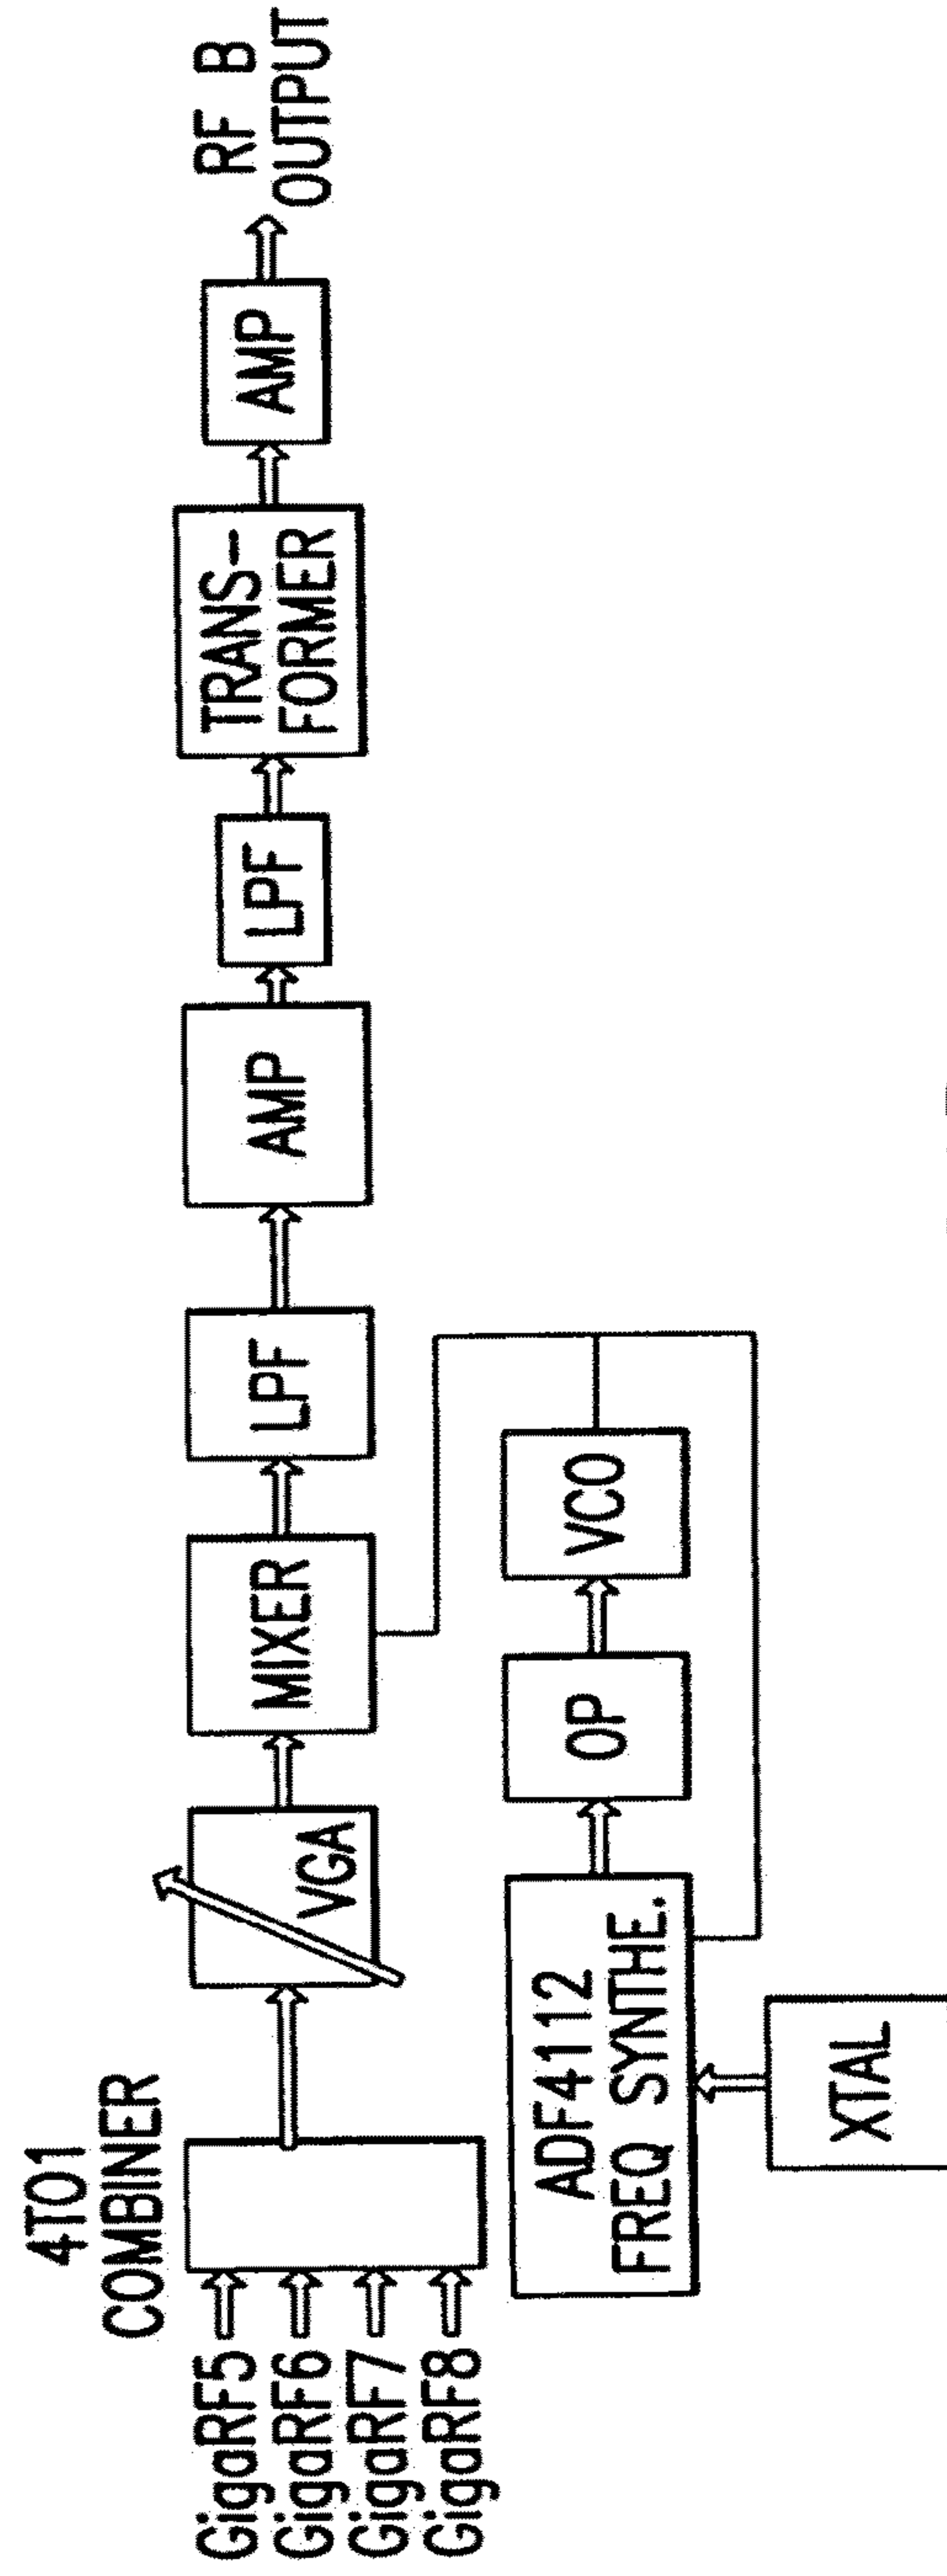 4TO1
COMBINER
GigaRF5
GigaRF6
GigaRF7
GigaRF8
VGA
MIXER
LPF
AMP
LPF
TRANS-
FORMER
AMP
RF B
OUTPUT
ADF4112
FREQ SYNTHE.
OP
VCO
XTAL